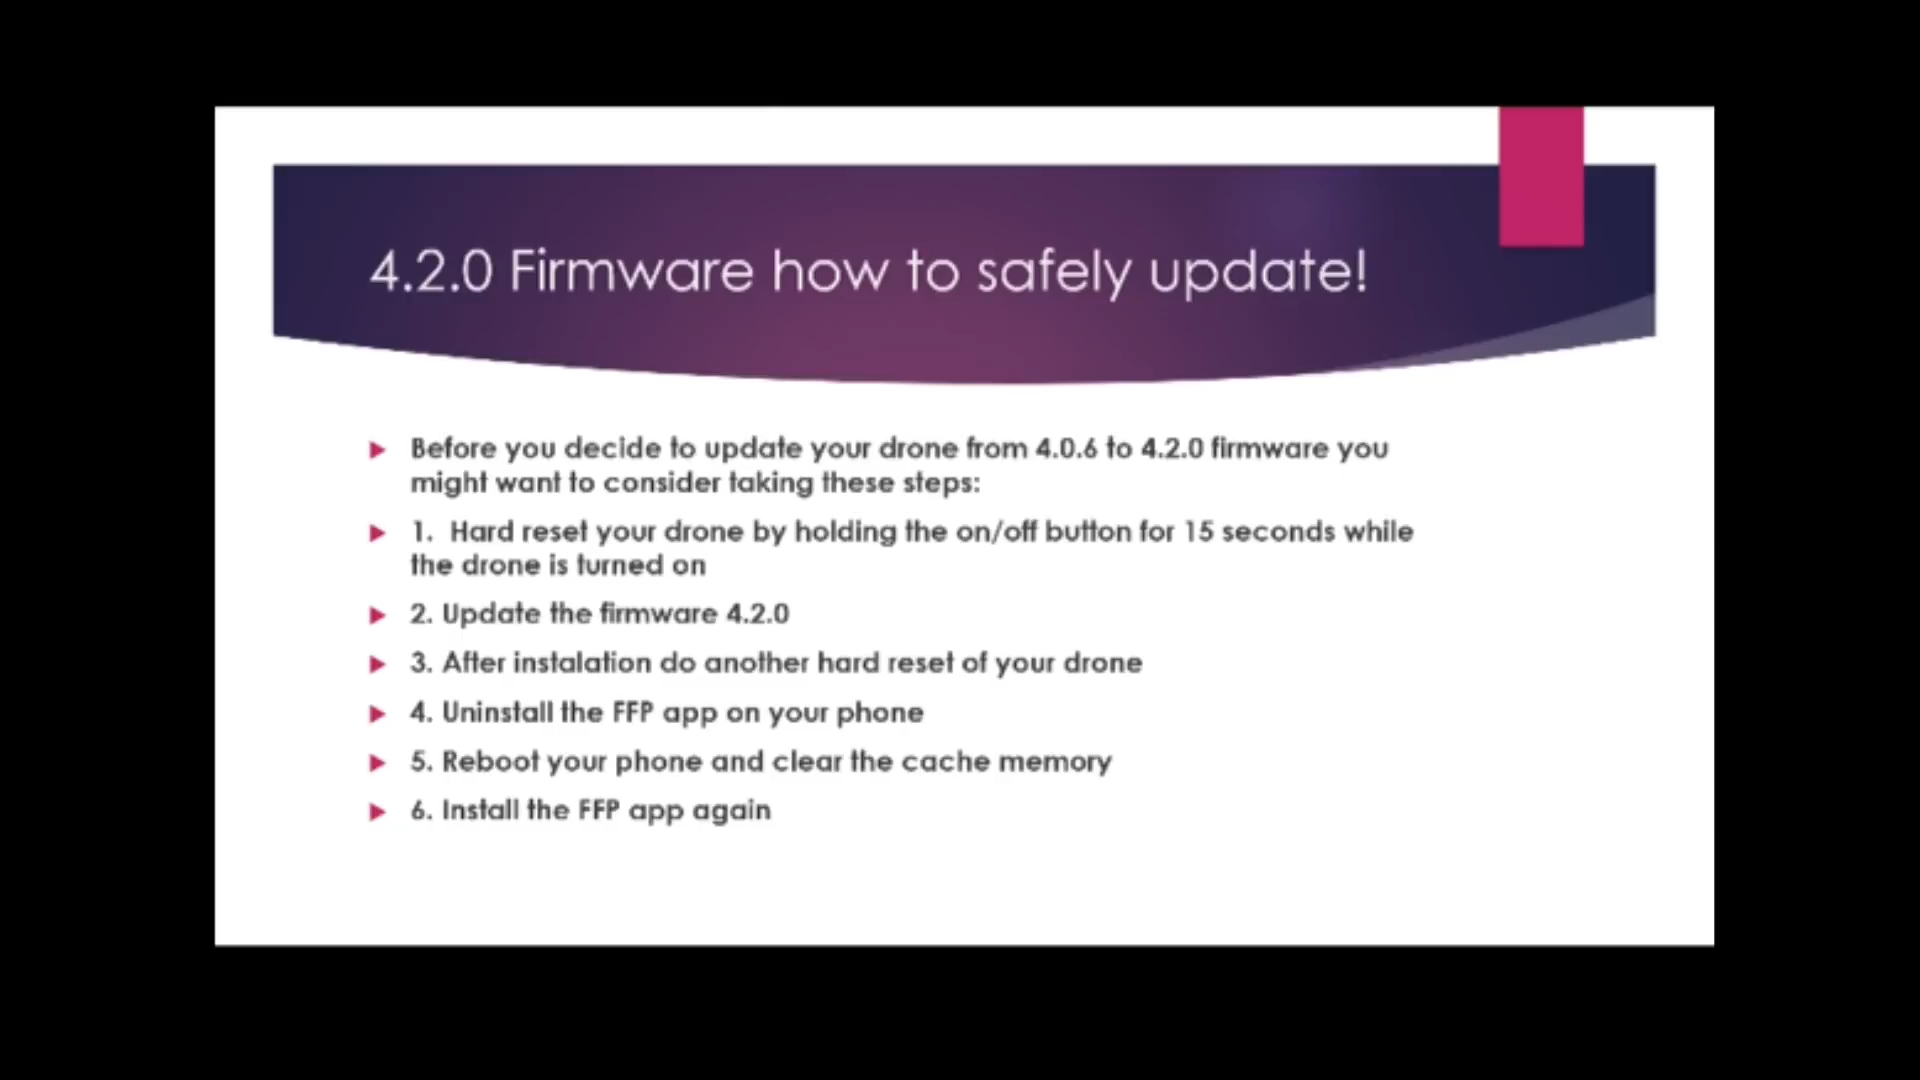 4.2.0 Firmware how to safely update!
Before you decide to update your drone from 4.0.6 to 4.2.0 firmware you
might want to consider taking these steps:
1. Hard reset your drone by holding the on/off button for 15 seconds while
the drone is turned on
2. Update the firmware 4.2.0
3. After instalation do another hard reset of your drone
4. Uninstall the FFP app on your phone
5. Reboot your phone and clear the cache memory
6. Install the FFP app again